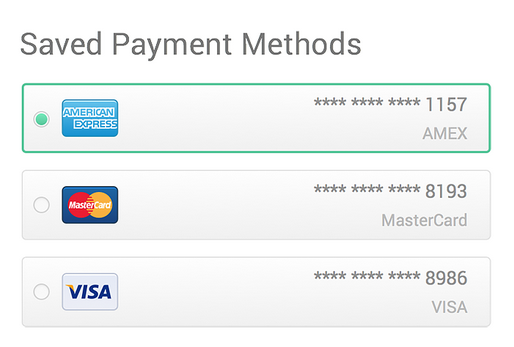 Saved Payment Methods
AMERICAN
EXPRESS
**** **** **** 1157
AMEX
MasterCard
**** **** **** 8193
MasterCard
VISA
**** **** **** 8986
VISA